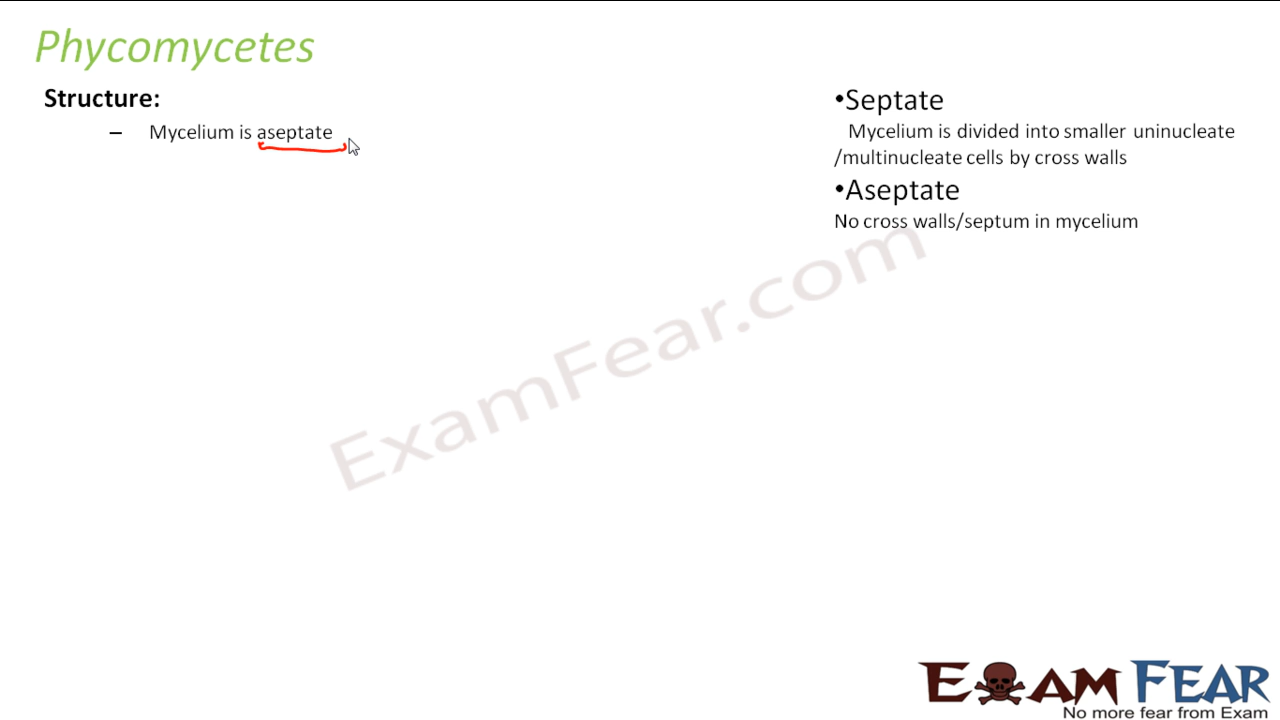 Phycomycetes
Structure:
– Mycelium is aseptate
•Septate
Mycelium is divided into smaller uninucleate
/multinucleate cells by cross walls
•Aseptate
No cross walls/septum in mycelium
ExamFear.com
EXAM FEAR
No more fear from Exam